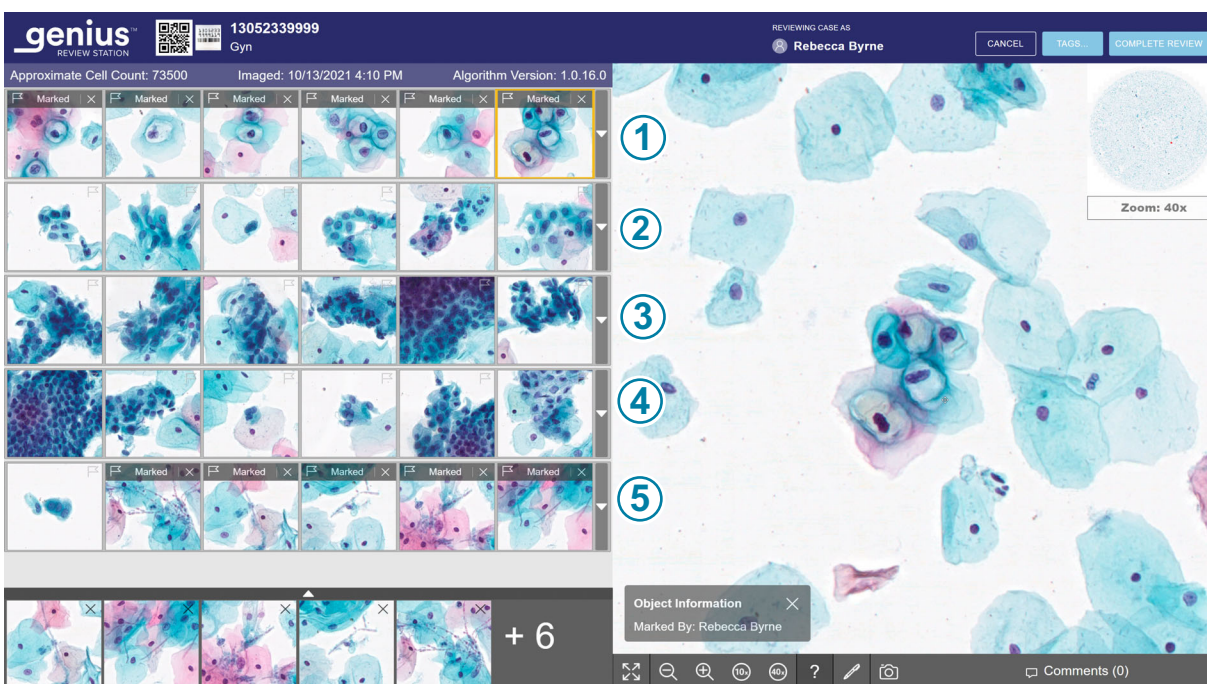 genius™
REVIEW STATION
13052339999
Gyn
REVIEWING CASE AS
Rebecca Byrne
CANCEL
TAGS...
COMPLETE REVIEW
Approximate Cell Count: 73500
Imaged: 10/13/2021 4:10 PM
Algorithm Version: 1.0.16.0
Marked
Marked
Marked
Marked
Marked
Marked
1
2
3
4
Marked
Marked
Marked
Marked
Marked
5
Zoom: 40x
Object Information
Marked By: Rebecca Byrne
+ 6
10x
40x
?
Comments (0)